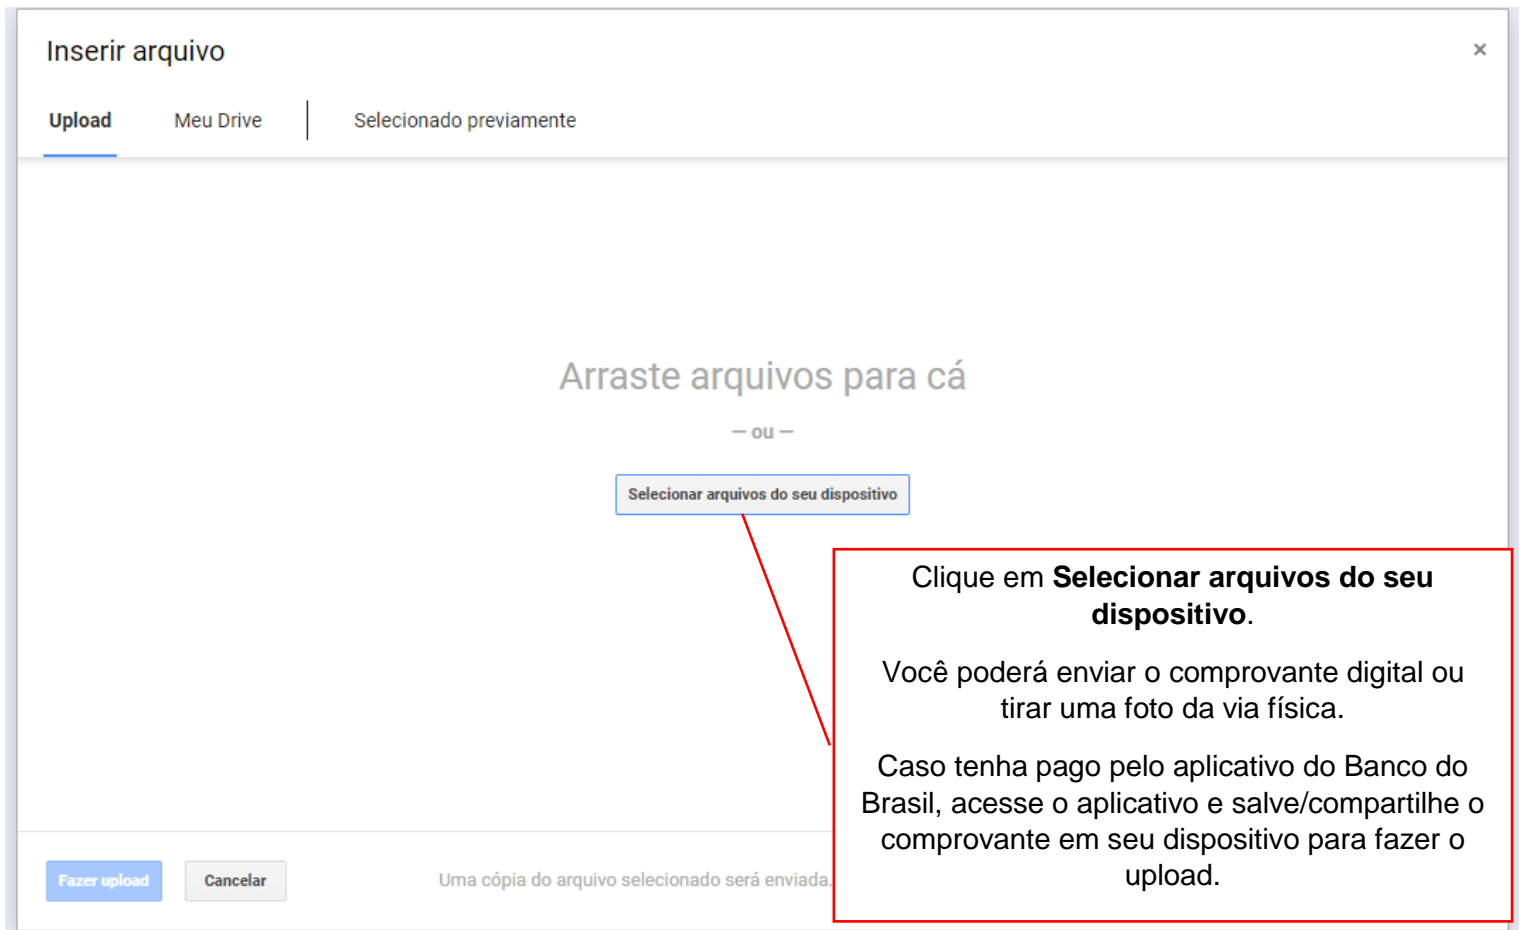 Inserir arquivo
×
Upload Meu Drive Selecionado previamente
Arraste arquivos para cá
— ou —
Selecionar arquivos do seu dispositivo
Clique em Selecionar arquivos do seu
dispositivo.
Você poderá enviar o comprovante digital ou
tirar uma foto da via física.
Caso tenha pago pelo aplicativo do Banco do
Brasil, acesse o aplicativo e salve/compartilhe o
comprovante em seu dispositivo para fazer o
upload.
Fazer upload Cancelar Uma cópia do arquivo selecionado será enviada.